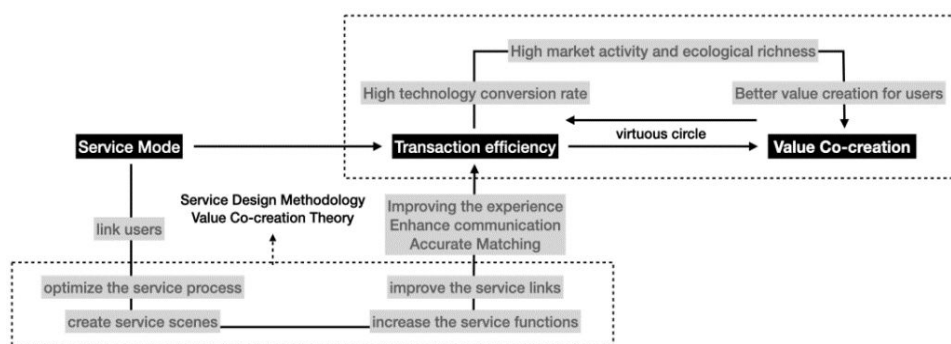 High market activity and ecological richness
High technology conversion rate
Better value creation for users
Service Mode
Transaction efficiency
virtuous circle
Value Co-creation
Service Design Methodology
Value Co-creation Theory
Improving the experience
Enhance communication
Accurate Matching
link users
optimize the service process
improve the service links
create service scenes
increase the service functions